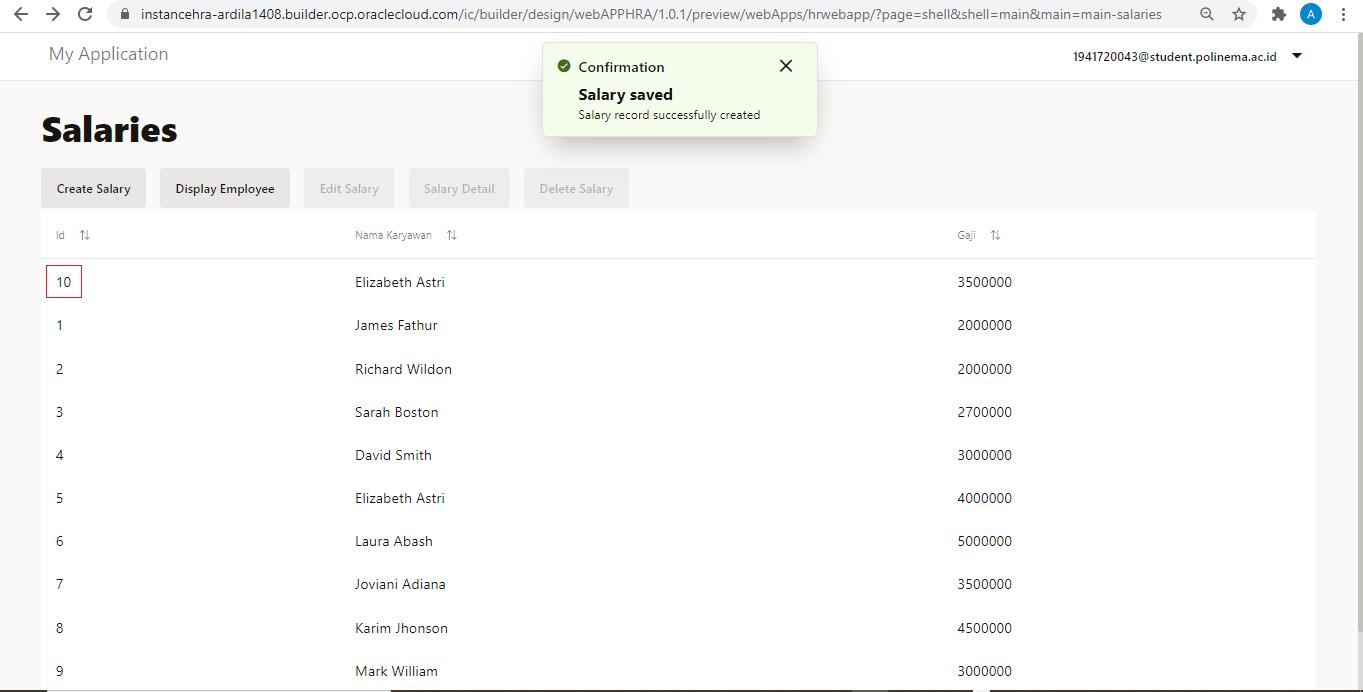 instancehra-ardila1408.builder.ocp.oraclecloud.com/ic/builder/design/webAPPHRA/1.0.1/preview/webApps/hrwebapp/?page=shell&shell=main&main=main-salaries
A
My Application
1941720043@student.polinema.ac.id
Confirmation
Salary saved
Salary record successfully created
Salaries
Create Salary Display Employee Edit Salary Salary Detail Delete Salary
Id Nama Karyawan Gaji
10 Elizabeth Astri 3500000
1 James Fathur 2000000
2 Richard Wildon 2000000
3 Sarah Boston 2700000
4 David Smith 3000000
5 Elizabeth Astri 4000000
6 Laura Abash 5000000
7 Joviani Adiana 3500000
8 Karim Jhonson 4500000
9 Mark William 3000000